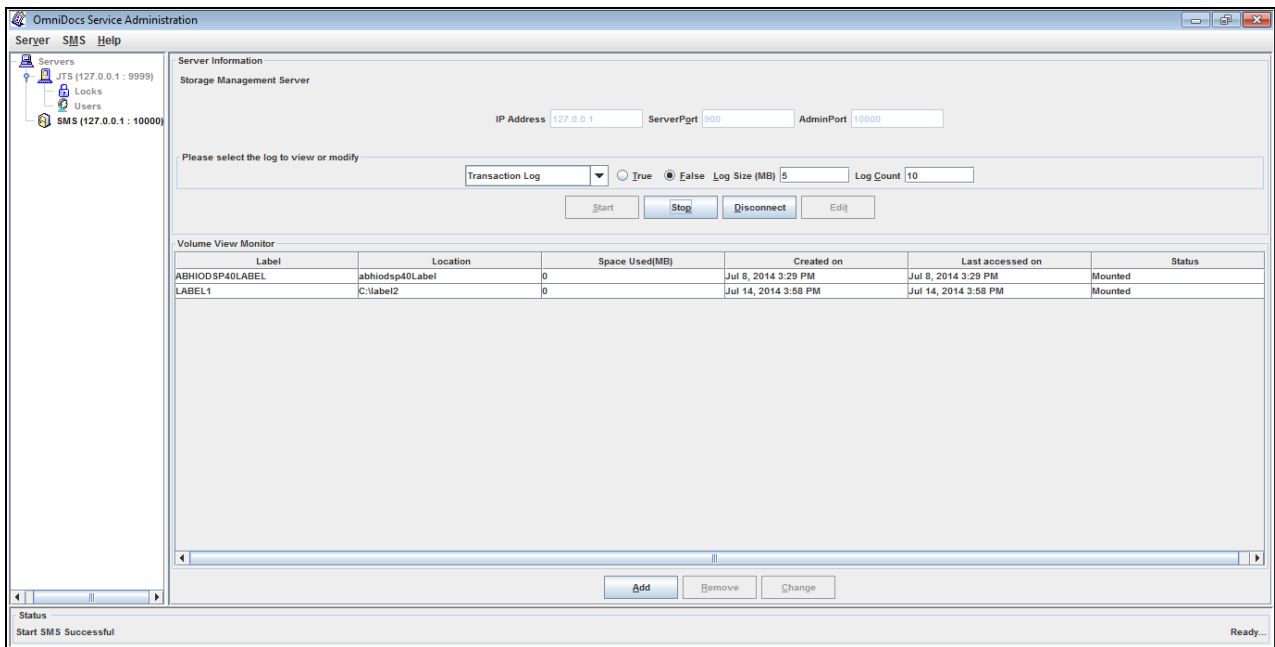 OmniDocs Service Administration
Server SMS Help
Servers
JTS (127.0.0.1 : 9999)
Locks
Users
SMS (127.0.0.1 : 10000)
Server Information
Storage Management Server
IP Address 127.0.0.1 ServerPort 900 AdminPort 10000
Please select the log to view or modify
Transaction Log True False Log Size (MB) 5 Log Count 10
Start Stop Disconnect Edit
Volume View Monitor
Label Location Space Used(MB) Created on Last accessed on Status
ABHIODSP40LABEL abhiodsp40Label 0 Jul 8, 2014 3:29 PM Jul 8, 2014 3:29 PM Mounted
LABEL1 C:\label2 0 Jul 14, 2014 3:58 PM Jul 14, 2014 3:58 PM Mounted
Add Remove Change
Status
Start SMS Successful Ready...